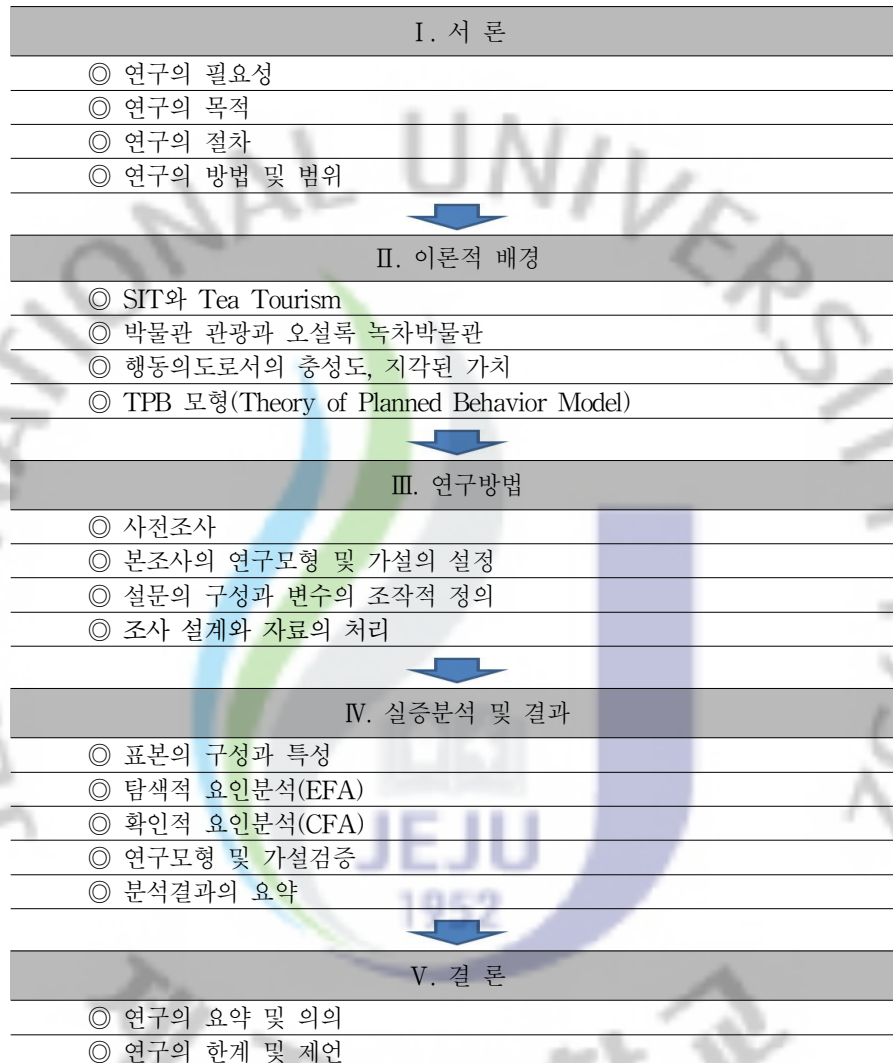 Ⅰ. 서 론
◎ 연구의 필요성
◎ 연구의 목적
◎ 연구의 절차
◎ 연구의 방법 및 범위
Ⅱ. 이론적 배경
◎ SIT와 Tea Tourism
◎ 박물관 관광과 오설록 녹차박물관
◎ 행동의도로서의 충성도, 지각된 가치
◎ TPB 모형(Theory of Planned Behavior Model)
Ⅲ. 연구방법
◎ 사전조사
◎ 본조사의 연구모형 및 가설의 설정
◎ 설문의 구성과 변수의 조작적 정의
◎ 조사 설계와 자료의 처리
Ⅳ. 실증분석 및 결과
◎ 표본의 구성과 특성
◎ 탐색적 요인분석(EFA)
◎ 확인적 요인분석(CFA)
◎ 연구모형 및 가설검증
◎ 분석결과의 요약
Ⅴ. 결 론
◎ 연구의 요약 및 의의
◎ 연구의 한계 및 제언
JEJU
1952